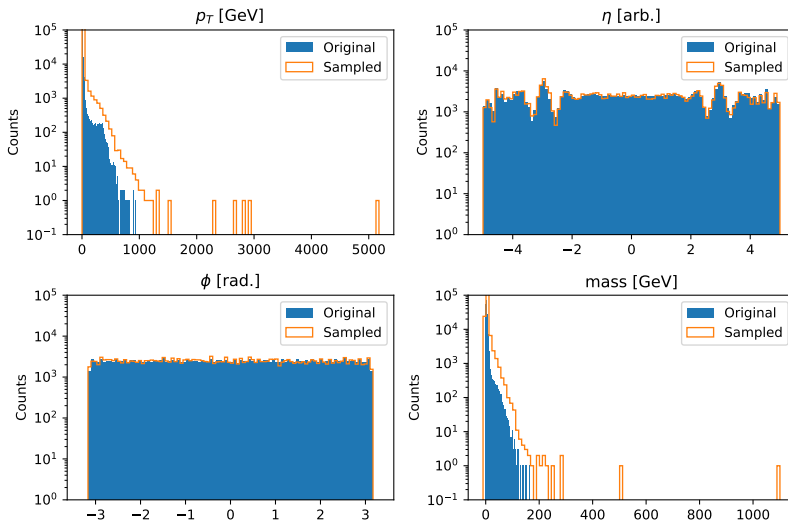 p_T [GeV]
10^5
10^4
10^3
10^2
10^1
10^0
10^−1
Counts
Original
Sampled
0 1000 2000 3000 4000 5000
η [arb.]
10^5
10^4
10^3
10^2
10^1
10^0
10^−1
Counts
Original
Sampled
−4 −2 0 2 4
ϕ [rad.]
10^5
10^4
10^3
10^2
10^1
10^0
Counts
Original
Sampled
−3 −2 −1 0 1 2 3
mass [GeV]
10^5
10^4
10^3
10^2
10^1
10^0
10^−1
Counts
Original
Sampled
0 200 400 600 800 1000